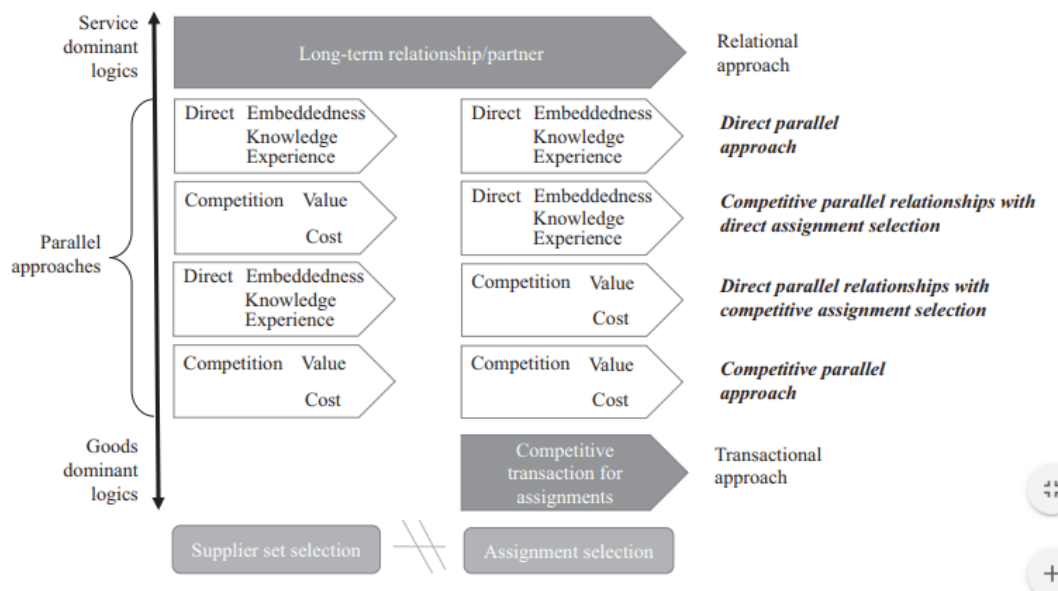 Service
dominant
logics
Long-term relationship/partner
Relational
approach
Direct Embeddedness
Knowledge
Experience
Direct Embeddedness
Knowledge
Experience
Direct parallel
approach
Competition Value
Cost
Direct Embeddedness
Knowledge
Experience
Competitive parallel relationships with
direct assignment selection
Parallel
approaches
Direct Embeddedness
Knowledge
Experience
Competition Value
Cost
Direct parallel relationships with
competitive assignment selection
Competition Value
Cost
Competition Value
Cost
Competitive parallel
approach
Goods
dominant
logics
Competitive
transaction for
assignments
Transactional
approach
Supplier set selection
Assignment selection